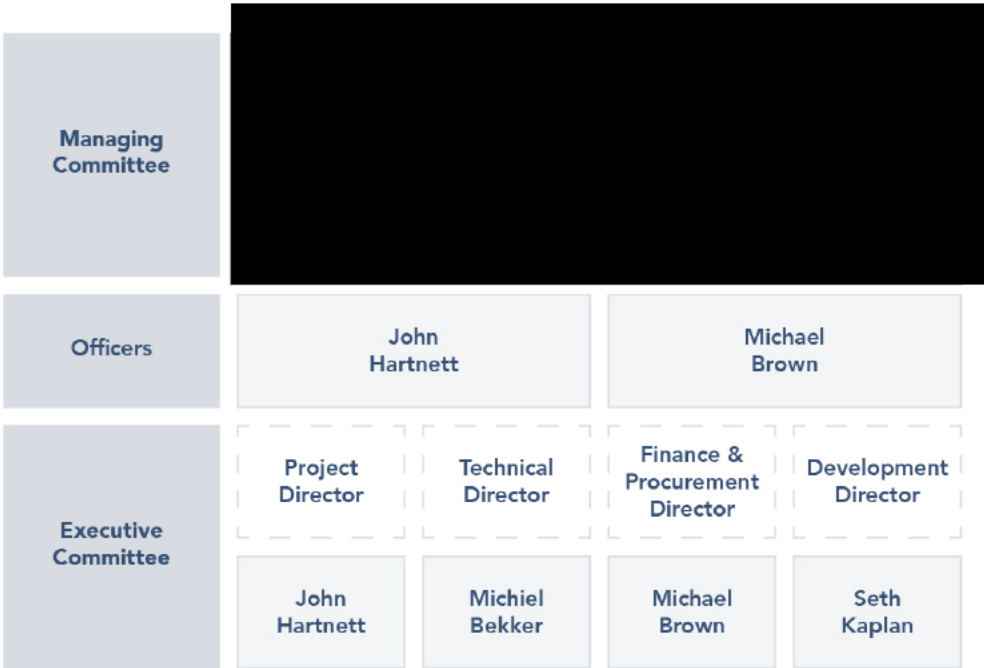 Managing
Committee
Officers
John
Hartnett
Michael
Brown
Executive
Committee
Project
Director
Technical
Director
Finance &
Procurement
Director
Development
Director
John
Hartnett
Michiel
Bekker
Michael
Brown
Seth
Kaplan